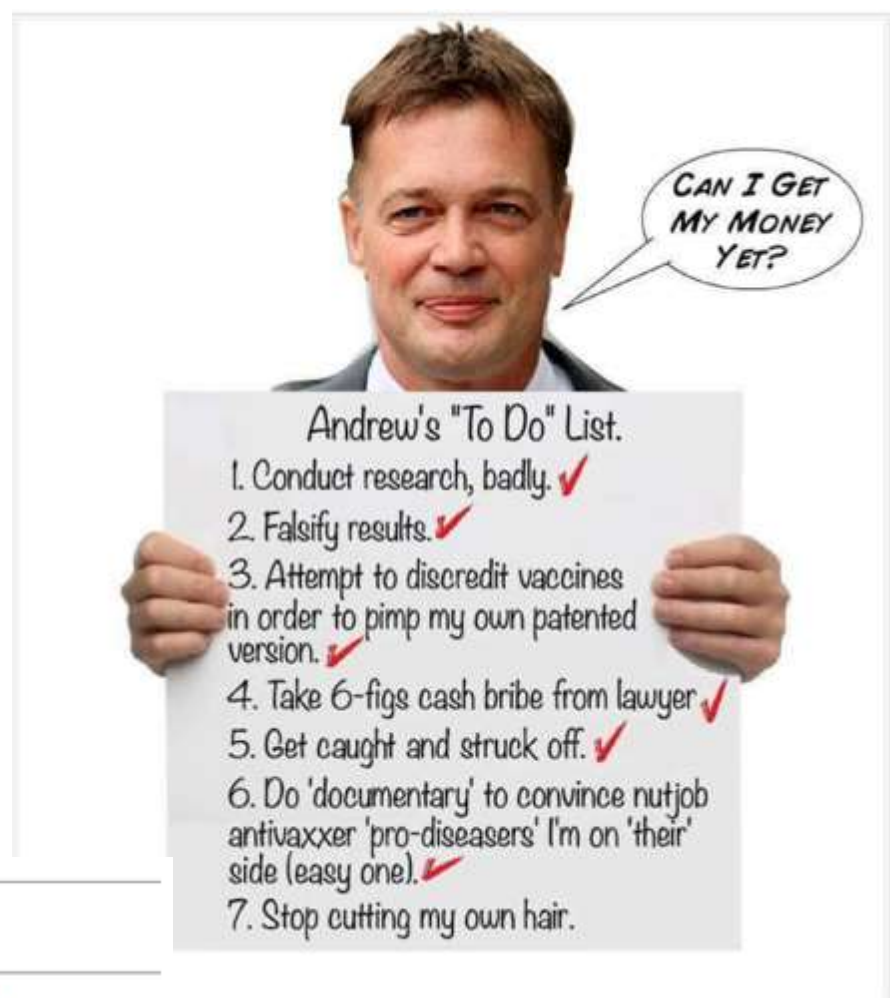 CAN I GET
MY MONEY
YET?
Andrew's "To Do" List.
1. Conduct research, badly.
2. Falsify results.
3. Attempt to discredit vaccines
in order to pimp my own patented
version.
4. Take 6-figs cash bribe from lawyer
5. Get caught and struck off.
6. Do 'documentary' to convince nutjob
antivaxxer 'pro-diseasers' I'm on 'their'
side (easy one).
7. Stop cutting my own hair.